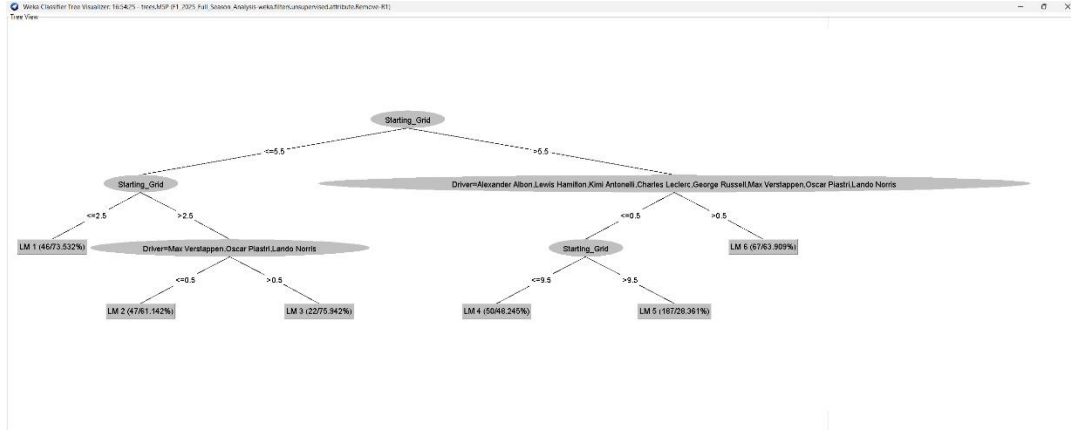 Weka Classifier Tree Visualizer: 16:54:25 - trees.M5P (F1_2025_Full_Season_Analysis-weka.filters.unsupervised.attribute.Remove-R1)
Tree View
Starting_Grid
<=5.5
>5.5
Starting_Grid
Driver=Alexander Albon,Lewis Hamilton,Kimi Antonelli,Charles Leclerc,George Russell,Max Verstappen,Oscar Piastri,Lando Norris
<=2.5
>2.5
<=0.5
>0.5
LM 1 (46/73.532%)
Driver=Max Verstappen,Oscar Piastri,Lando Norris
Starting_Grid
LM 6 (67/63.909%)
<=0.5
>0.5
<=9.5
>9.5
LM 2 (47/61.142%)
LM 3 (22/75.942%)
LM 4 (50/48.245%)
LM 5 (187/28.361%)